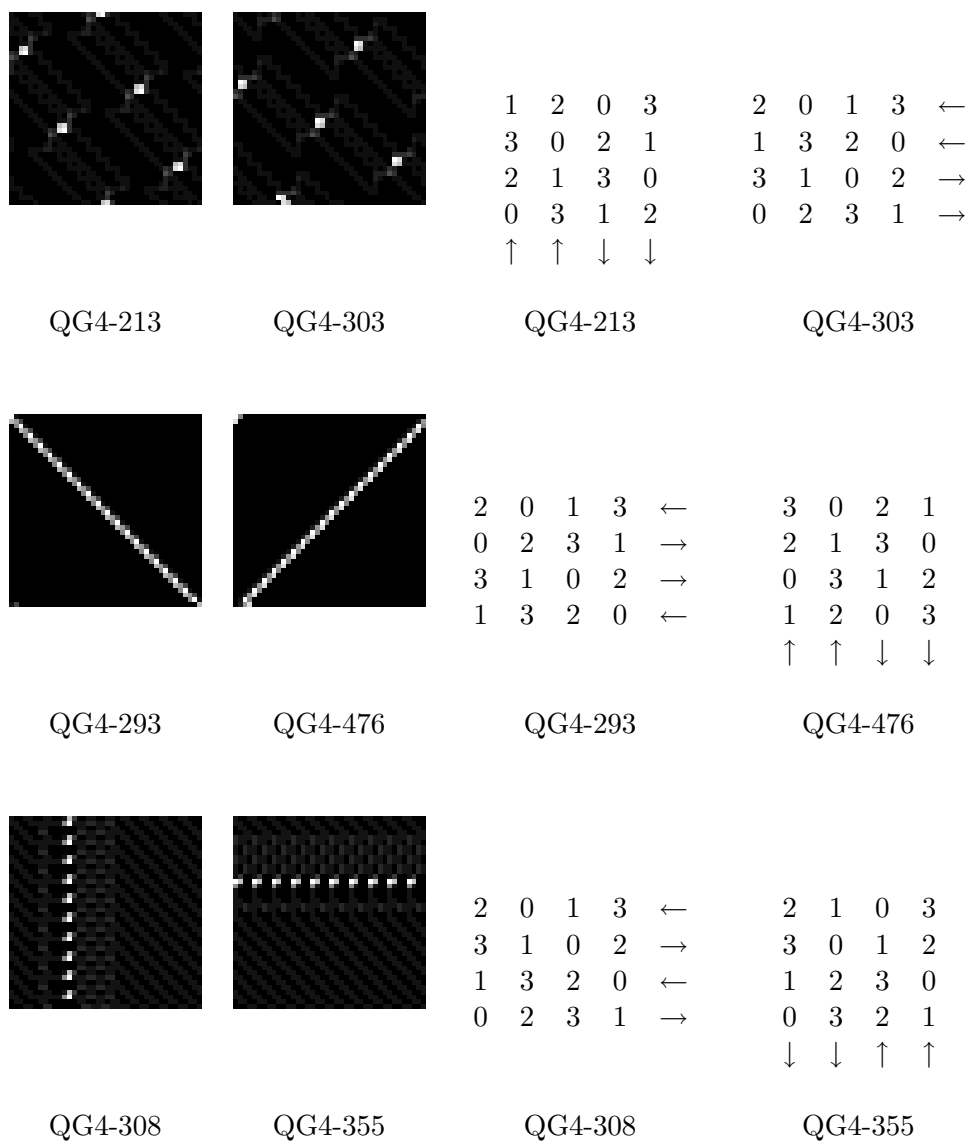 1 2 0 3 2 0 1 3 ←
3 0 2 1 1 3 2 0 ←
2 1 3 0 3 1 0 2 →
0 3 1 2 0 2 3 1 →
↑ ↑ ↓ ↓
QG4-213 QG4-303 QG4-213 QG4-303
2 0 1 3 ← 3 0 2 1
0 2 3 1 → 2 1 3 0
3 1 0 2 → 0 3 1 2
1 3 2 0 ← 1 2 0 3
↑ ↑ ↓ ↓
QG4-293 QG4-476 QG4-293 QG4-476
2 0 1 3 ← 2 1 0 3
3 1 0 2 → 3 0 1 2
1 3 2 0 ← 1 2 3 0
0 2 3 1 → 0 3 2 1
↓ ↓ ↑ ↑
QG4-308 QG4-355 QG4-308 QG4-355